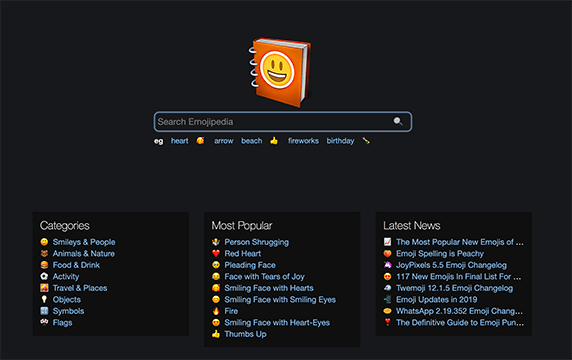 Search Emojipedia
eg heart 🥰 arrow beach 👍 fireworks birthday
Categories
Smileys & People
Animals & Nature
Food & Drink
Activity
Travel & Places
Objects
Symbols
Flags
Most Popular
Person Shrugging
Red Heart
Pleading Face
Face with Tears of Joy
Smiling Face with Hearts
Smiling Face with Smiling Eyes
Fire
Smiling Face with Heart-Eyes
Thumbs Up
Latest News
The Most Popular New Emojis of ...
Emoji Spelling is Peachy
JoyPixels 5.5 Emoji Changelog
117 New Emojis In Final List For ...
Twemoji 12.1.5 Emoji Changelog
Emoji Updates in 2019
WhatsApp 2.19.352 Emoji Chang...
The Definitive Guide to Emoji Pun...